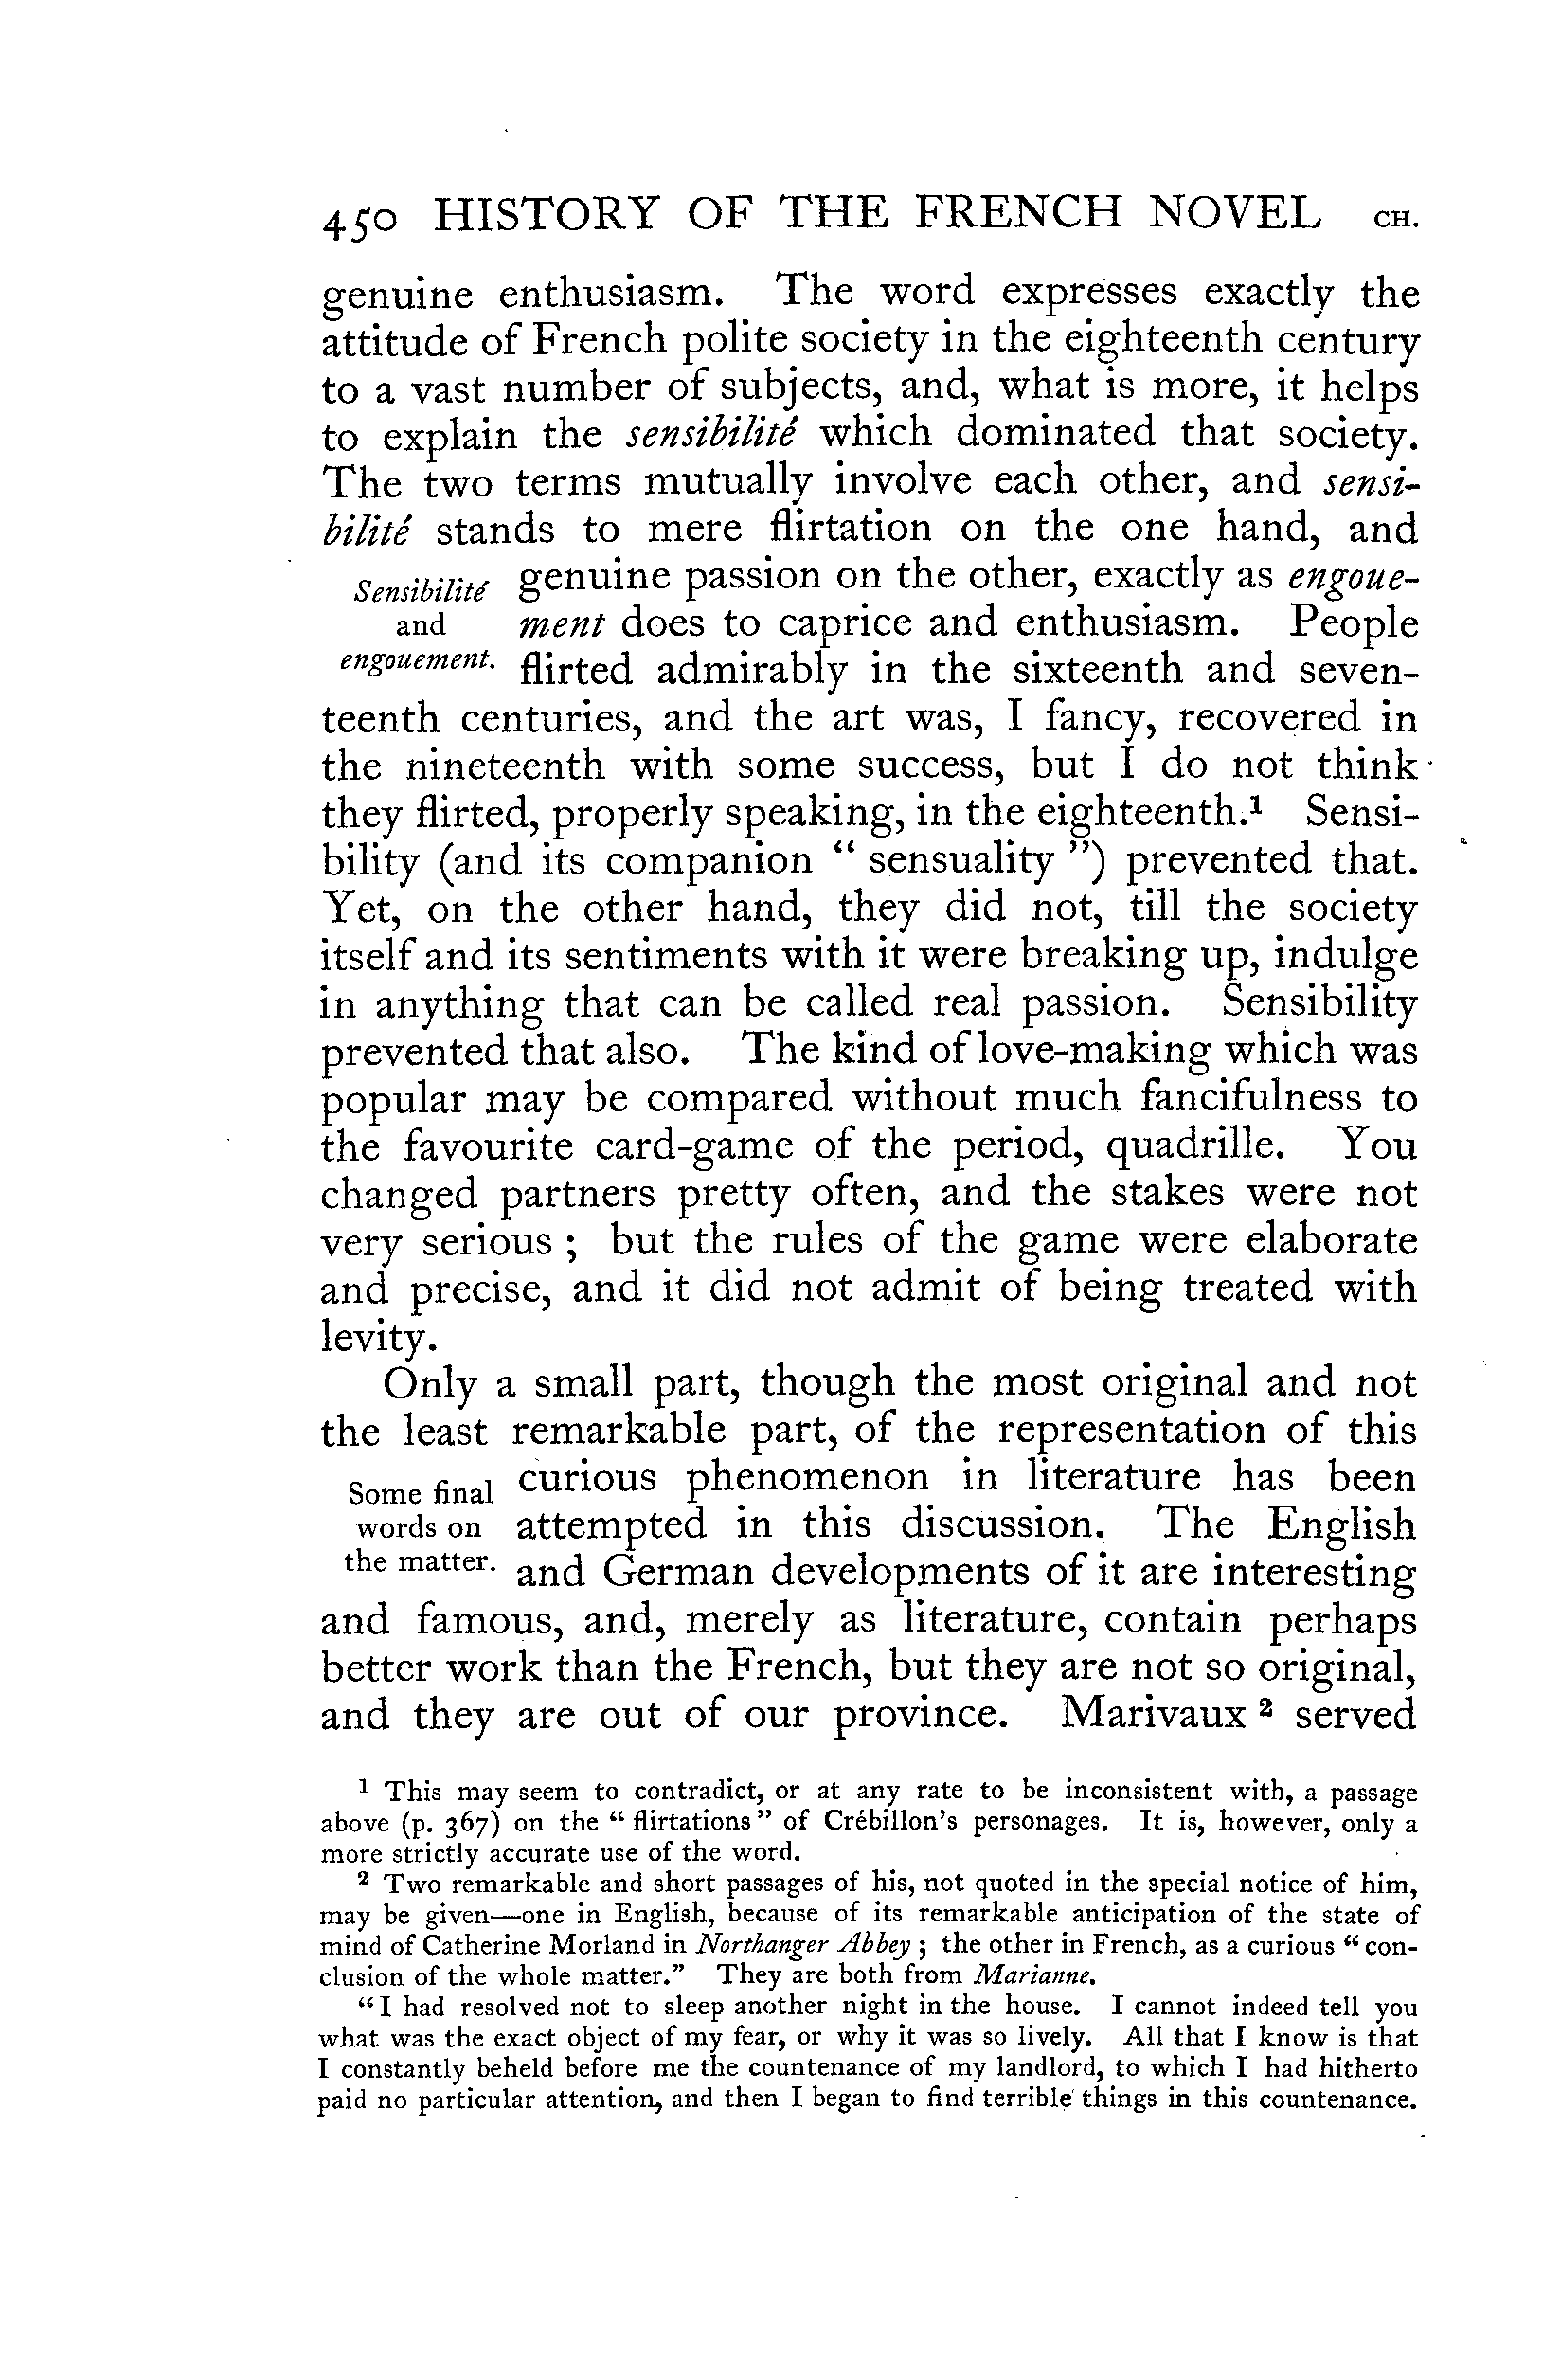 450 HISTORY OF THE FRENCH NOVEL CH.
genuine enthusiasm. The word expresses exactly the
attitude of French polite society in the eighteenth century
to a vast number of subjects, and, what is more, it helps
to explain the sensibilité which dominated that society.
The two terms mutually involve each other, and sensi-
bilité stands to mere flirtation on the one hand, and
Sensibilité
and
engouement.
genuine passion on the other, exactly as engoue-
ment does to caprice and enthusiasm. People
flirted admirably in the sixteenth and seven-
teenth centuries, and the art was, I fancy, recovered in
the nineteenth with some success, but I do not think
they flirted, properly speaking, in the eighteenth.¹ Sensi-
bility (and its companion “ sensuality ”) prevented that.
Yet, on the other hand, they did not, till the society
itself and its sentiments with it were breaking up, indulge
in anything that can be called real passion. Sensibility
prevented that also. The kind of love-making which was
popular may be compared without much fancifulness to
the favourite card-game of the period, quadrille. You
changed partners pretty often, and the stakes were not
very serious ; but the rules of the game were elaborate
and precise, and it did not admit of being treated with
levity.
Only a small part, though the most original and not
the least remarkable part, of the representation of this
Some final
words on
the matter.
curious phenomenon in literature has been
attempted in this discussion. The English
and German developments of it are interesting
and famous, and, merely as literature, contain perhaps
better work than the French, but they are not so original,
and they are out of our province. Marivaux ² served
¹ This may seem to contradict, or at any rate to be inconsistent with, a passage
above (p. 367) on the “ flirtations ” of Crébillon’s personages. It is, however, only a
more strictly accurate use of the word.
² Two remarkable and short passages of his, not quoted in the special notice of him,
may be given—one in English, because of its remarkable anticipation of the state of
mind of Catherine Morland in Northanger Abbey ; the other in French, as a curious “ con-
clusion of the whole matter.” They are both from Marianne.
“ I had resolved not to sleep another night in the house. I cannot indeed tell you
what was the exact object of my fear, or why it was so lively. All that I know is that
I constantly beheld before me the countenance of my landlord, to which I had hitherto
paid no particular attention, and then I began to find terrible things in this countenance.